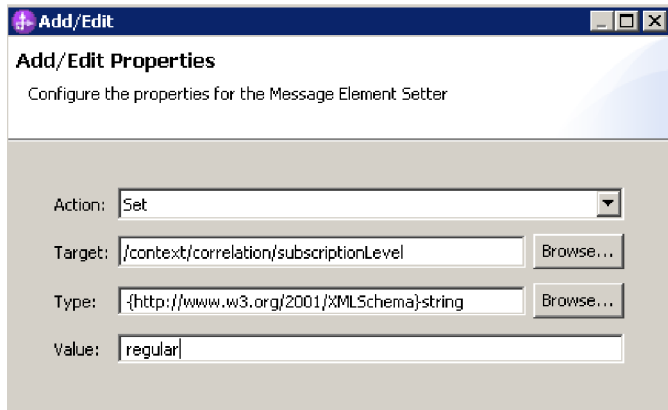 Add/Edit
Add/Edit Properties
Configure the properties for the Message Element Setter
Action: Set
Target: /context/correlation/subscriptionLevel Browse...
Type: {http://www.w3.org/2001/XMLSchema}string Browse...
Value: regular